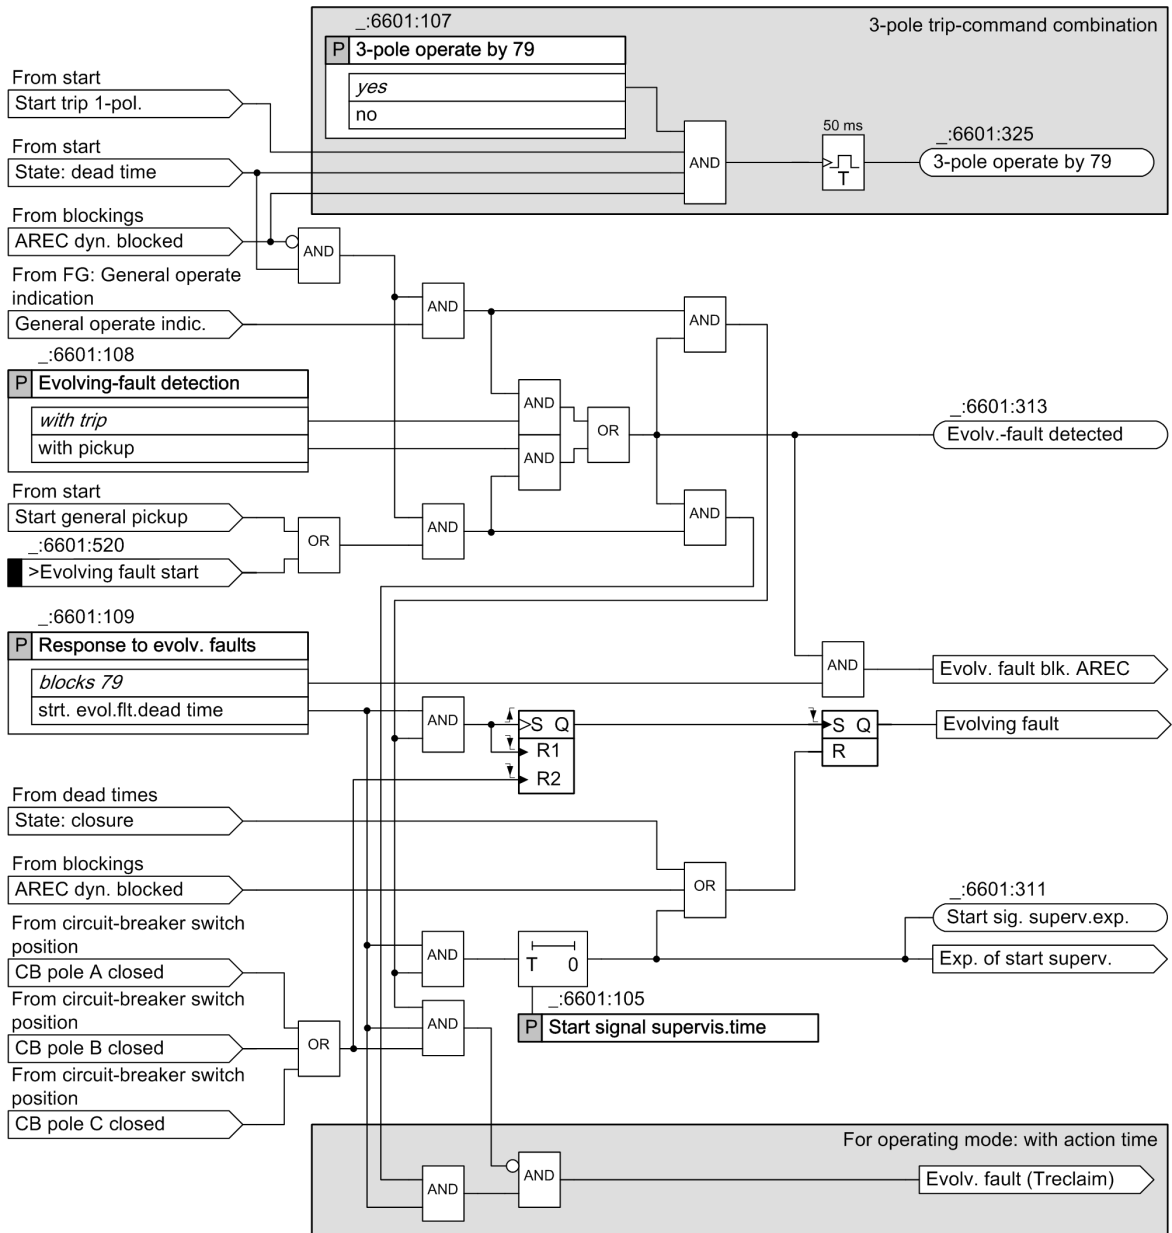 _:6601:107
3-pole trip-command combination
P 3-pole operate by 79
yes
no
From start
Start trip 1-pol.
50 ms
_:6601:325
AND
T
3-pole operate by 79
From start
State: dead time
From blockings
AREC dyn. blocked
AND
From FG: General operate
indication
General operate indic.
AND
AND
_:6601:108
P Evolving-fault detection
with trip
with pickup
AND
AND
OR
_:6601:313
Evolv.-fault detected
From start
Start general pickup
_:6601:520
>Evolving fault start
OR
AND
AND
_:6601:109
P Response to evolv. faults
blocks 79
strt. evol.flt.dead time
AND
Evolv. fault blk. AREC
AND
>S Q
R1
R2
S Q
R
Evolving fault
From dead times
State: closure
From blockings
AREC dyn. blocked
OR
_:6601:311
Start sig. superv.exp.
From circuit-breaker switch
position
CB pole A closed
AND
T 0
Exp. of start superv.
From circuit-breaker switch
position
CB pole B closed
_:6601:105
P Start signal supervis.time
AND
OR
From circuit-breaker switch
position
CB pole C closed
For operating mode: with action time
AND
AND
Evolv. fault (Treclaim)